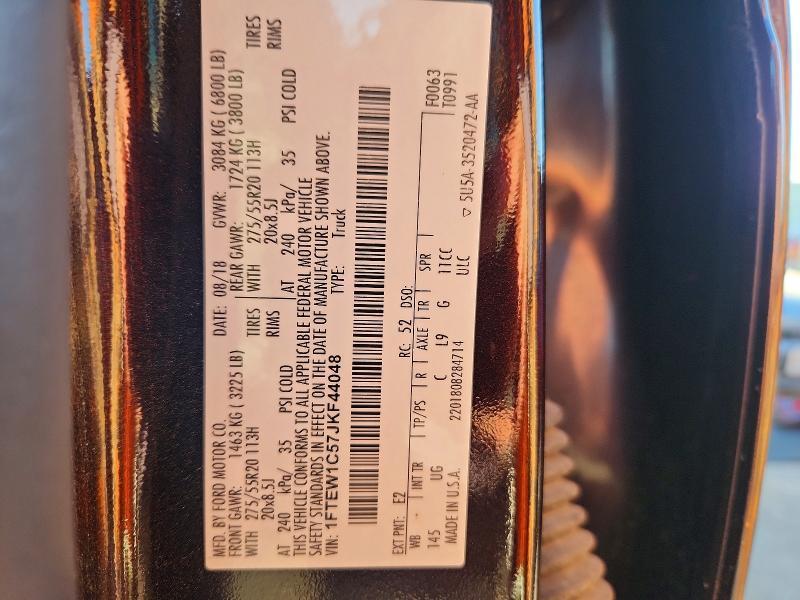 MFD. BY FORD MOTOR CO. DATE: 08/18 GVWR: 3084 KG ( 6800 LB)
FRONT GAWR: 1463 KG ( 3225 LB) REAR GAWR: 1724 KG ( 3800 LB)
WITH 275/55R20 113H TIRES WITH 275/55R20 113H TIRES
20x8.5J RIMS 20x8.5J RIMS
AT 240 kPa/ 35 PSI COLD AT 240 kPa/ 35 PSI COLD
THIS VEHICLE CONFORMS TO ALL APPLICABLE FEDERAL MOTOR VEHICLE
SAFETY STANDARDS IN EFFECT ON THE DATE OF MANUFACTURE SHOWN ABOVE.
VIN: 1FTEW1C57JKF44048 TYPE: Truck
EXT PNT: E2 RC: 52 DSO: F0063
WB - INT TR TP/PS R AXLE TR SPR T0991
145 UG C L9 G 11CC
MADE IN U.S.A. 2201808284714 ULC ▽ 5U5A-3520472-AA